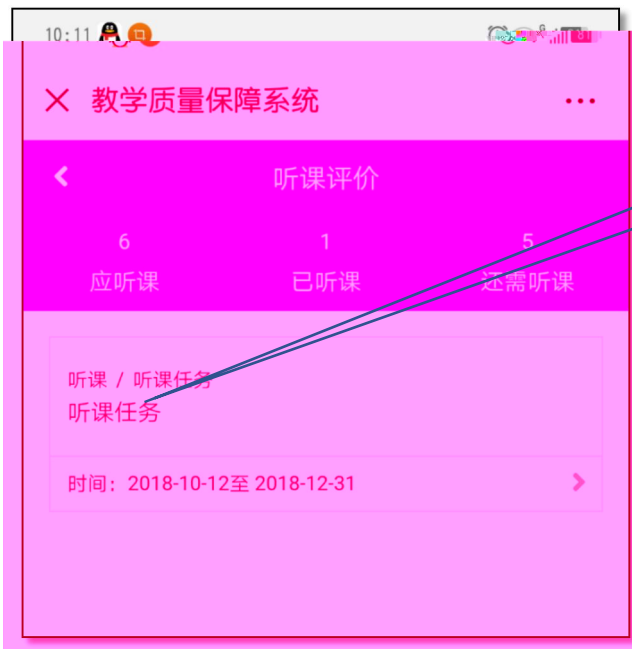 10:11
教学质量保障系统
听课评价
6 1 5
应听课 已听课 还需听课
听课 / 听课任务
听课任务
时间：2018-10-12至 2018-12-31